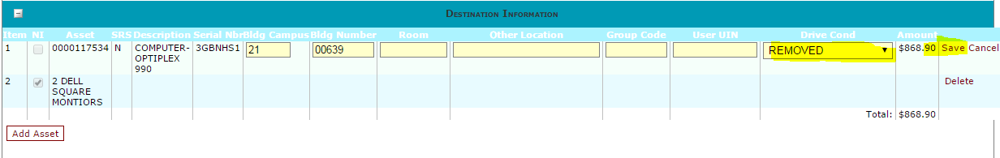 Destination Information
Item NI Asset SRS Description Serial Nbr Bldg Campus Bldg Number Room Other Location Group Code User UIN Drive Cond Amount
1 0000117534 N COMPUTER- 3GBNHS1 21 00639 REMOVED $868.90 Save Cancel
OPTIPLEX
990
2 2 DELL Delete
SQUARE
MONTIORS
Total: $868.90
Add Asset